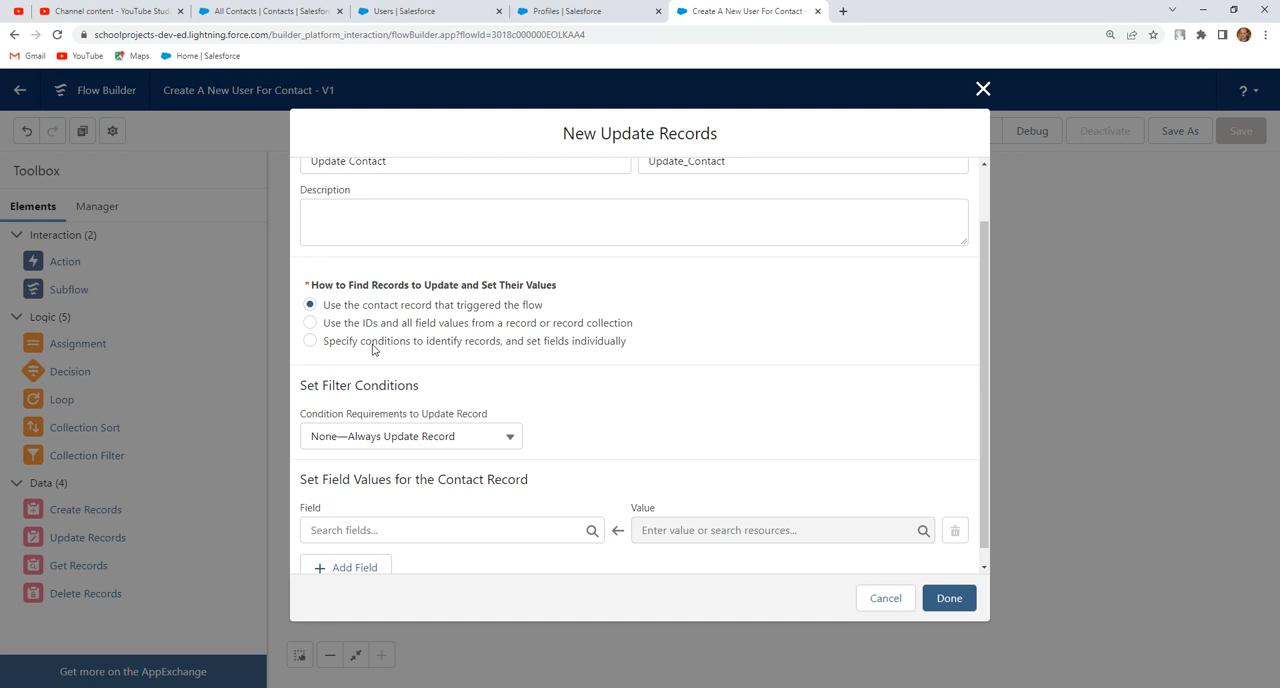 Channel content - YouTube Stud
All Contacts | Contacts | Salesforc
Users | Salesforce
Profiles | Salesforce
Create A New User For Contact -
schoolprojects-dev-ed.lightning.force.com/builder_platform_interaction/flowBuilder.app?flowId=3018c000000EOLKAA4
Gmail
YouTube
Maps
Home | Salesforce
Flow Builder
Create A New User For Contact - V1
?
Debug
Deactivate
Save As
Save
Toolbox
Elements
Manager
Interaction (2)
Action
Subflow
Logic (5)
Assignment
Decision
Loop
Collection Sort
Collection Filter
Data (4)
Create Records
Update Records
Get Records
Delete Records
Get more on the AppExchange
New Update Records
Update Contact
Update_Contact
Description
*How to Find Records to Update and Set Their Values
Use the contact record that triggered the flow
Use the IDs and all field values from a record or record collection
Specify conditions to identify records, and set fields individually
Set Filter Conditions
Condition Requirements to Update Record
None—Always Update Record
Set Field Values for the Contact Record
Field
Value
Search fields...
Enter value or search resources...
+ Add Field
Cancel
Done